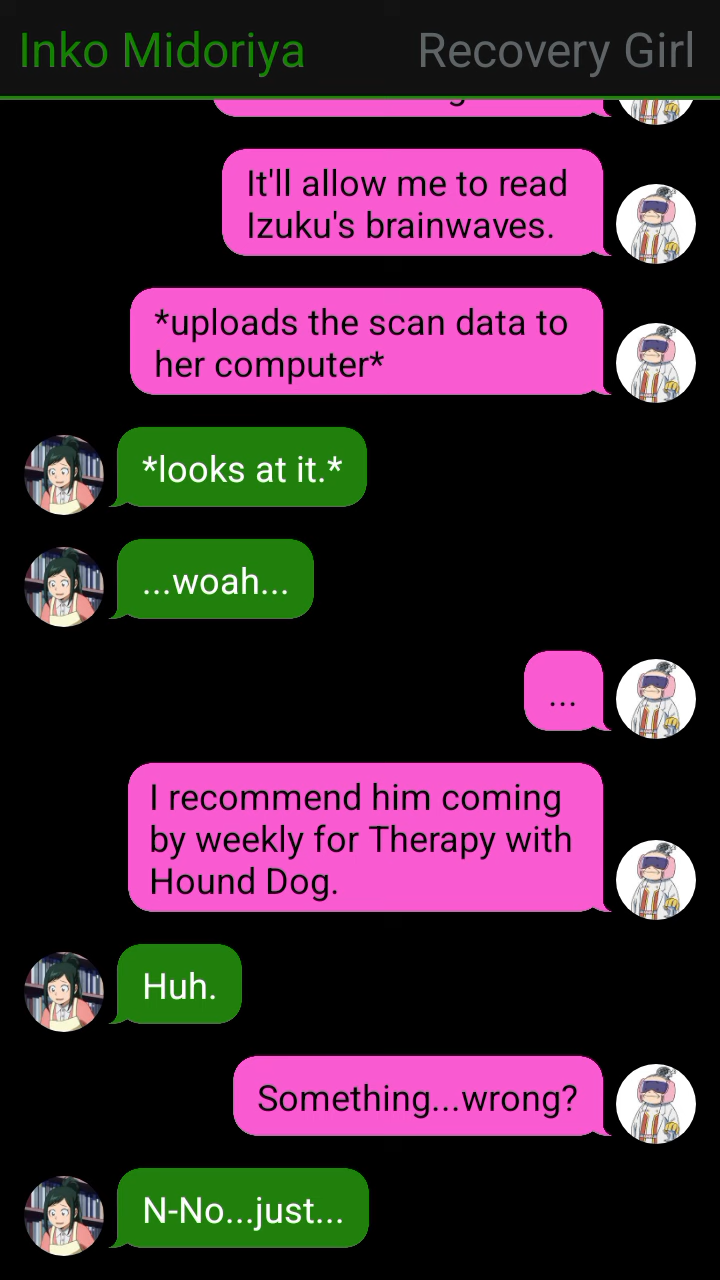 Inko Midoriya
Recovery Girl
It'll allow me to read
Izuku's brainwaves.
*uploads the scan data to
her computer*
*looks at it.*
...woah...
...
I recommend him coming
by weekly for Therapy with
Hound Dog.
Huh.
Something...wrong?
N-No...just...